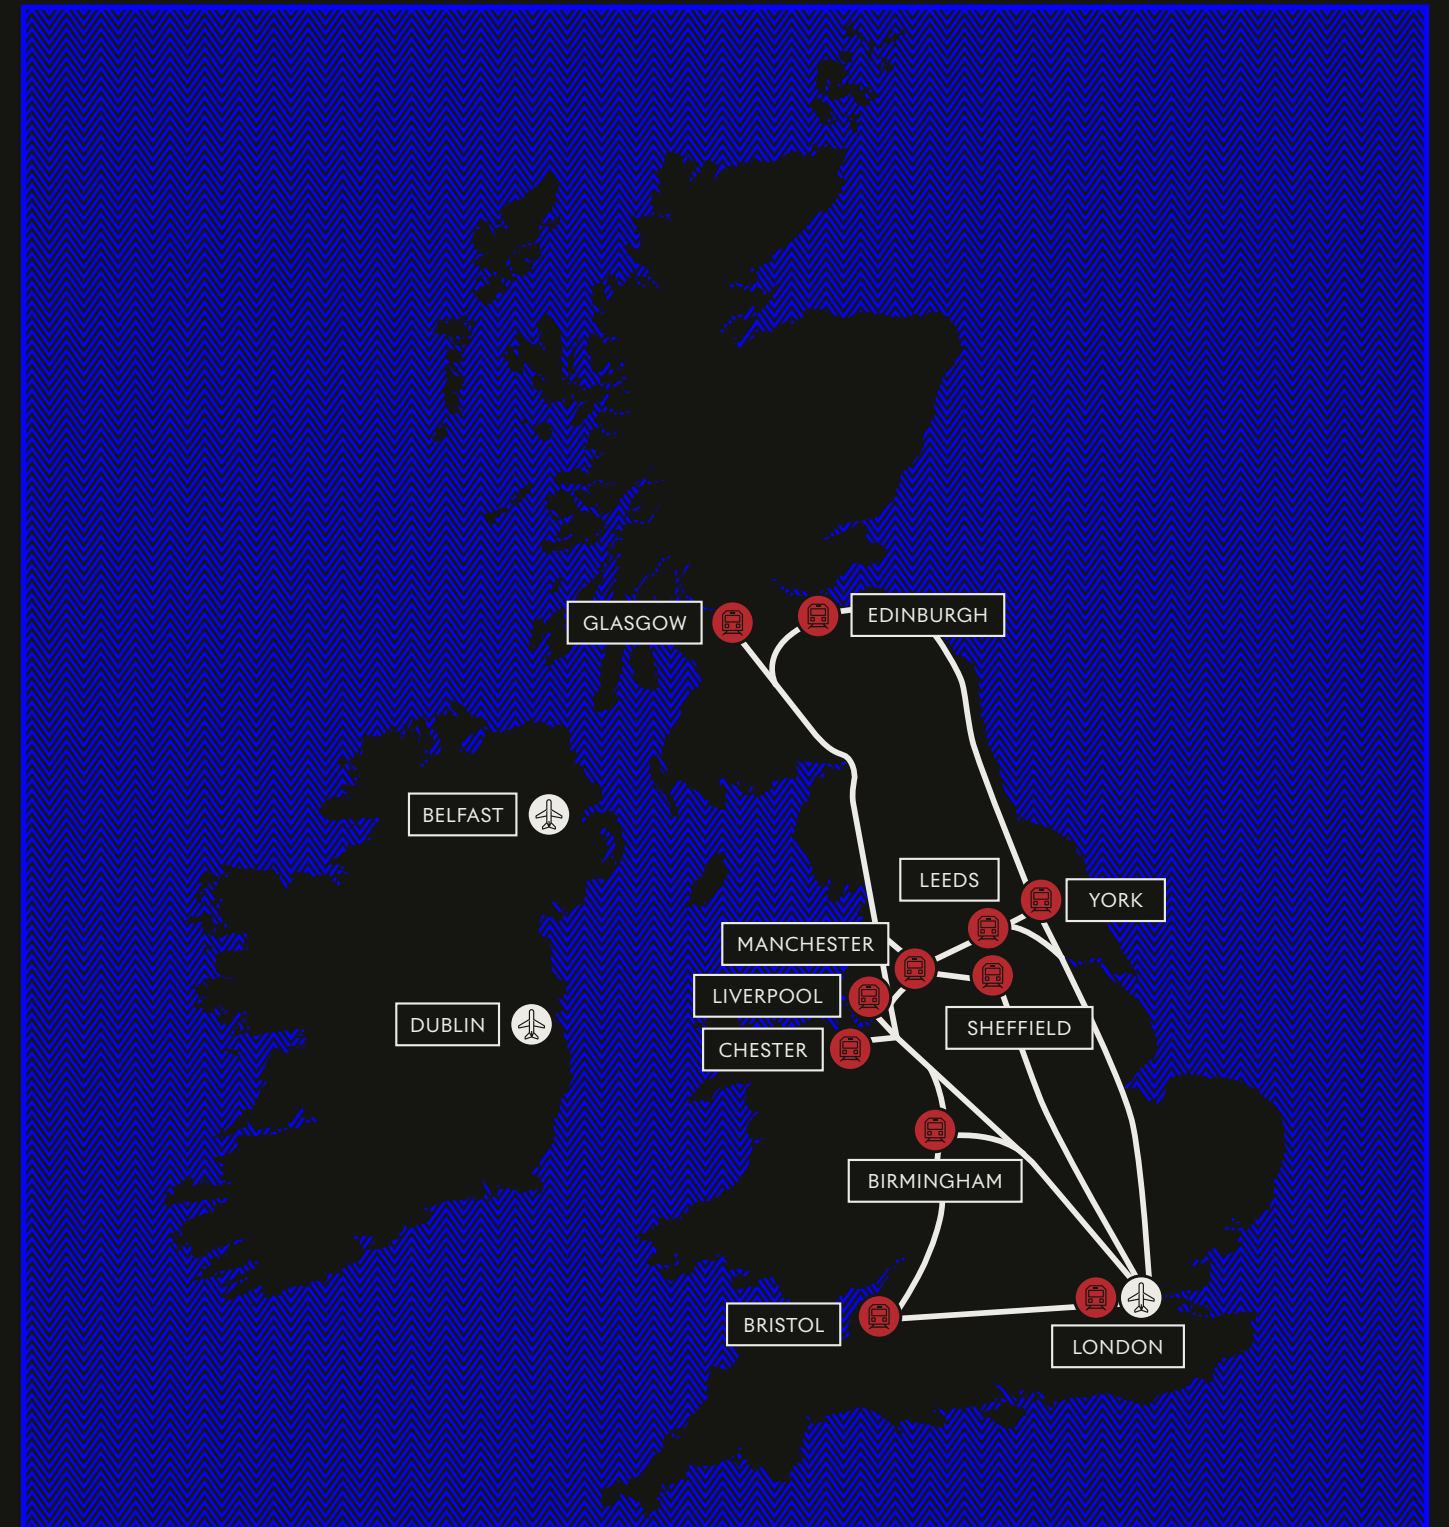 GLASGOW
EDINBURGH
BELFAST
LEEDS
YORK
MANCHESTER
LIVERPOOL
DUBLIN
SHEFFIELD
CHESTER
BIRMINGHAM
BRISTOL
LONDON